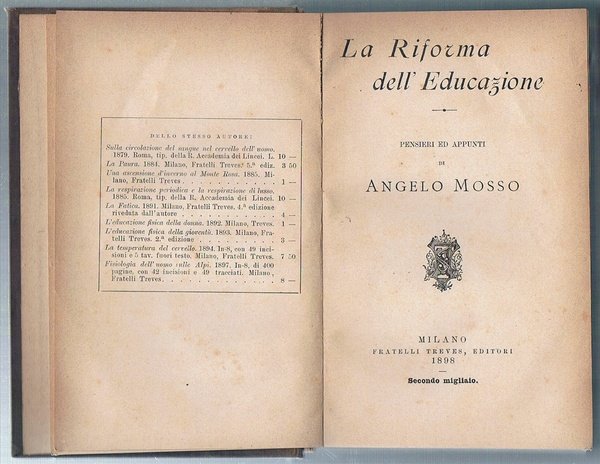 DELLO STESSO AUTORE:
Sulla circolazione del sangue nel cervello dell'uomo.
1879. Roma, tip. della R. Accademia dei Lincei. L. 10 —
La Paura. 1884. Milano, Fratelli Treves. 5.ª ediz. 3 50
Una ascensione d'inverno al Monte Rosa. 1885. Mi-
lano, Fratelli Treves . . . . . . . . . 1 —
La respirazione periodica e la respirazione di lusso.
1885. Roma, tip. della R. Accademia dei Lincei. 10 —
La Fatica. 1891. Milano, Fratelli Treves. 4.ª edizione
riveduta dall'autore . . . . . . . . . 4 —
L'educazione fisica della donna. 1892. Milano, Treves. 1 —
L'educazione fisica della gioventù. 1893. Milano, Fra-
telli Treves. 2.ª edizione . . . . . . . . . 3 —
La temperatura del cervello. 1894. In-8, con 49 inci-
sioni e 5 tav. fuori testo. Milano, Fratelli Treves. 7 50
Fisiologia dell'uomo sulle Alpi. 1897. In-8, di 400
pagine, con 42 incisioni e 49 tracciati. Milano,
Fratelli Treves. . . . . . . . . . 8 —
La Riforma
dell' Educazione
PENSIERI ED APPUNTI
DI
ANGELO MOSSO
MILANO
FRATELLI TREVES, EDITORI
1898
Secondo migliaio.